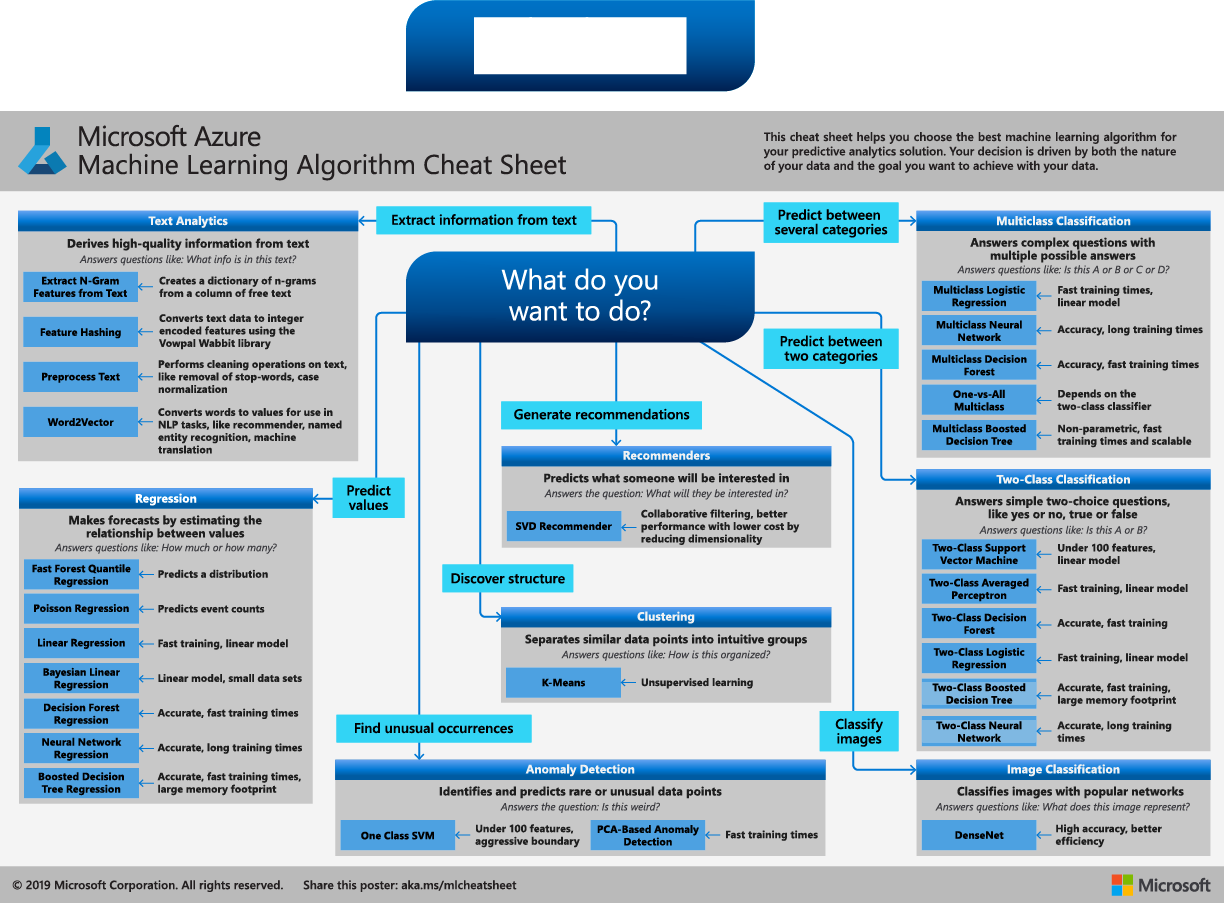 Microsoft Azure
Machine Learning Algorithm Cheat Sheet
This cheat sheet helps you choose the best machine learning algorithm for
your predictive analytics solution. Your decision is driven by both the nature
of your data and the goal you want to achieve with your data.
What do you
want to do?
Extract information from text
Text Analytics
Derives high-quality information from text
Answers questions like: What info is in this text?
Extract N-Gram
Features from Text
Creates a dictionary of n-grams
from a column of free text
Feature Hashing
Converts text data to integer
encoded features using the
Vowpal Wabbit library
Preprocess Text
Performs cleaning operations on text,
like removal of stop-words, case
normalization
Word2Vector
Converts words to values for use in
NLP tasks, like recommender, named
entity recognition, machine
translation
Predict
values
Regression
Makes forecasts by estimating the
relationship between values
Answers questions like: How much or how many?
Fast Forest Quantile
Regression
Predicts a distribution
Poisson Regression
Predicts event counts
Linear Regression
Fast training, linear model
Bayesian Linear
Regression
Linear model, small data sets
Decision Forest
Regression
Accurate, fast training times
Neural Network
Regression
Accurate, long training times
Boosted Decision
Tree Regression
Accurate, fast training times,
large memory footprint
Generate recommendations
Recommenders
Predicts what someone will be interested in
Answers the question: What will they be interested in?
SVD Recommender
Collaborative filtering, better
performance with lower cost by
reducing dimensionality
Discover structure
Clustering
Separates similar data points into intuitive groups
Answers questions like: How is this organized?
K-Means
Unsupervised learning
Find unusual occurrences
Anomaly Detection
Identifies and predicts rare or unusual data points
Answers the question: Is this weird?
One Class SVM
Under 100 features,
aggressive boundary
PCA-Based Anomaly
Detection
Fast training times
Predict between
several categories
Multiclass Classification
Answers complex questions with
multiple possible answers
Answers questions like: Is this A or B or C or D?
Multiclass Logistic
Regression
Fast training times,
linear model
Multiclass Neural
Network
Accuracy, long training times
Multiclass Decision
Forest
Accuracy, fast training times
One-vs-All
Multiclass
Depends on the
two-class classifier
Multiclass Boosted
Decision Tree
Non-parametric, fast
training times and scalable
Predict between
two categories
Two-Class Classification
Answers simple two-choice questions,
like yes or no, true or false
Answers questions like: Is this A or B?
Two-Class Support
Vector Machine
Under 100 features,
linear model
Two-Class Averaged
Perceptron
Fast training, linear model
Two-Class Decision
Forest
Accurate, fast training
Two-Class Logistic
Regression
Fast training, linear model
Two-Class Boosted
Decision Tree
Accurate, fast training,
large memory footprint
Two-Class Neural
Network
Accurate, long training
times
Classify
images
Image Classification
Classifies images with popular networks
Answers questions like: What does this image represent?
DenseNet
High accuracy, better
efficiency
© 2019 Microsoft Corporation. All rights reserved.
Share this poster: aka.ms/mlcheatsheet
Microsoft